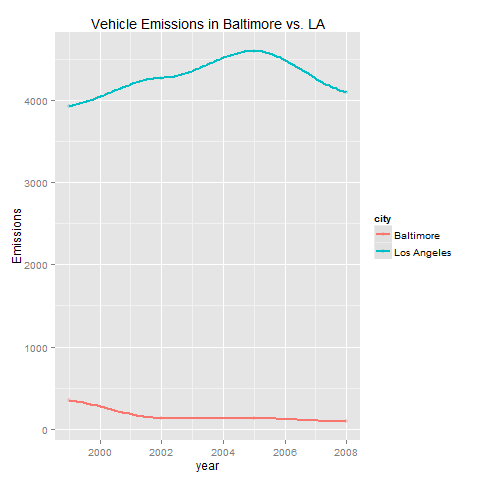 Vehicle Emissions in Baltimore vs. LA
4000
3000
2000
1000
0
Emissions
2000 2002 2004 2006 2008
year
city
Baltimore
Los Angeles